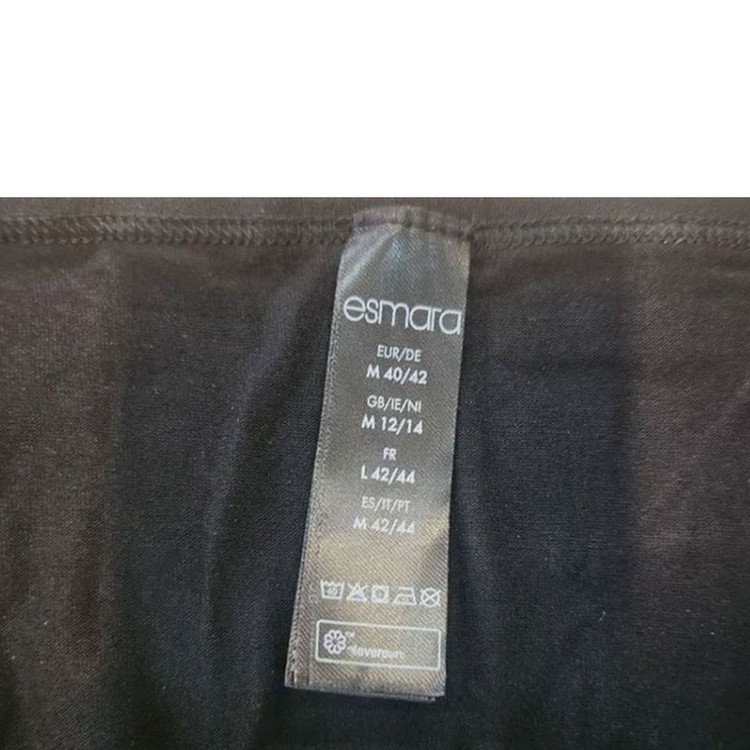 esmara
EUR/DE
M 40/42
GB/IE/NI
M 12/14
FR
L 42/44
ES/IT/PT
M 42/44